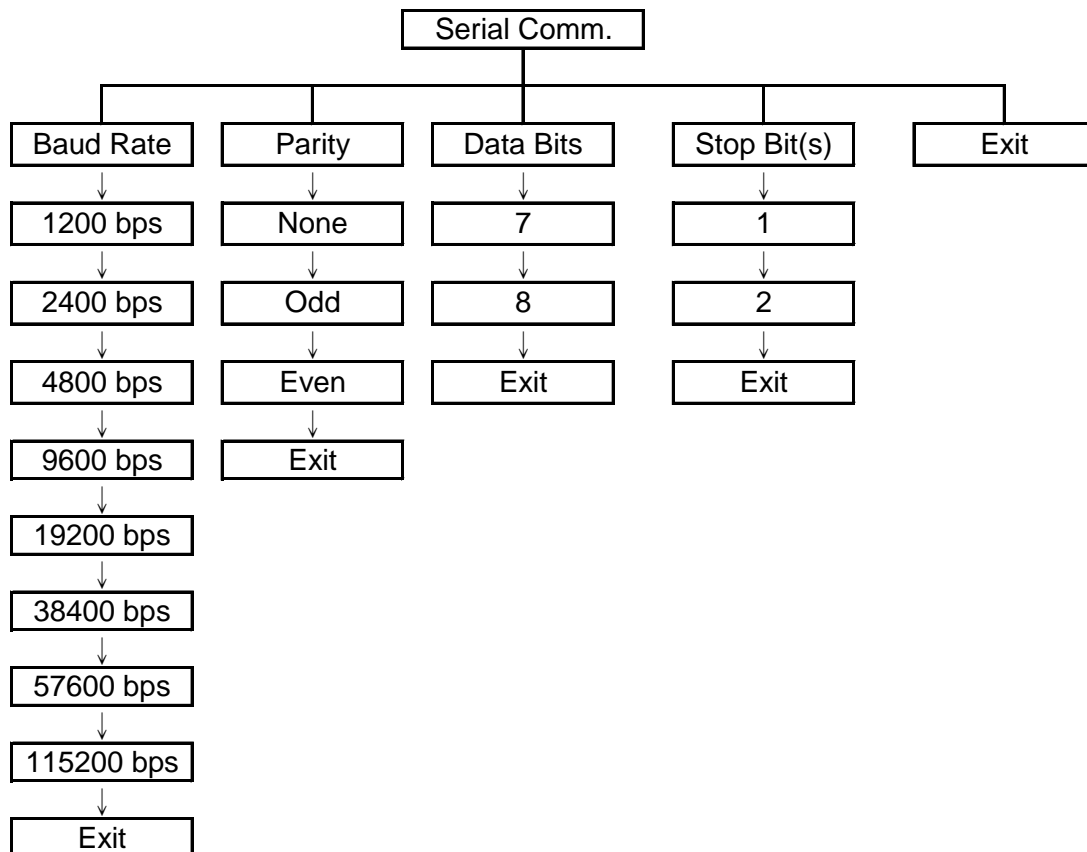 Serial Comm.
Baud Rate
Parity
Data Bits
Stop Bit(s)
Exit
1200 bps
None
7
1
2400 bps
Odd
8
2
4800 bps
Even
Exit
Exit
9600 bps
Exit
19200 bps
38400 bps
57600 bps
115200 bps
Exit